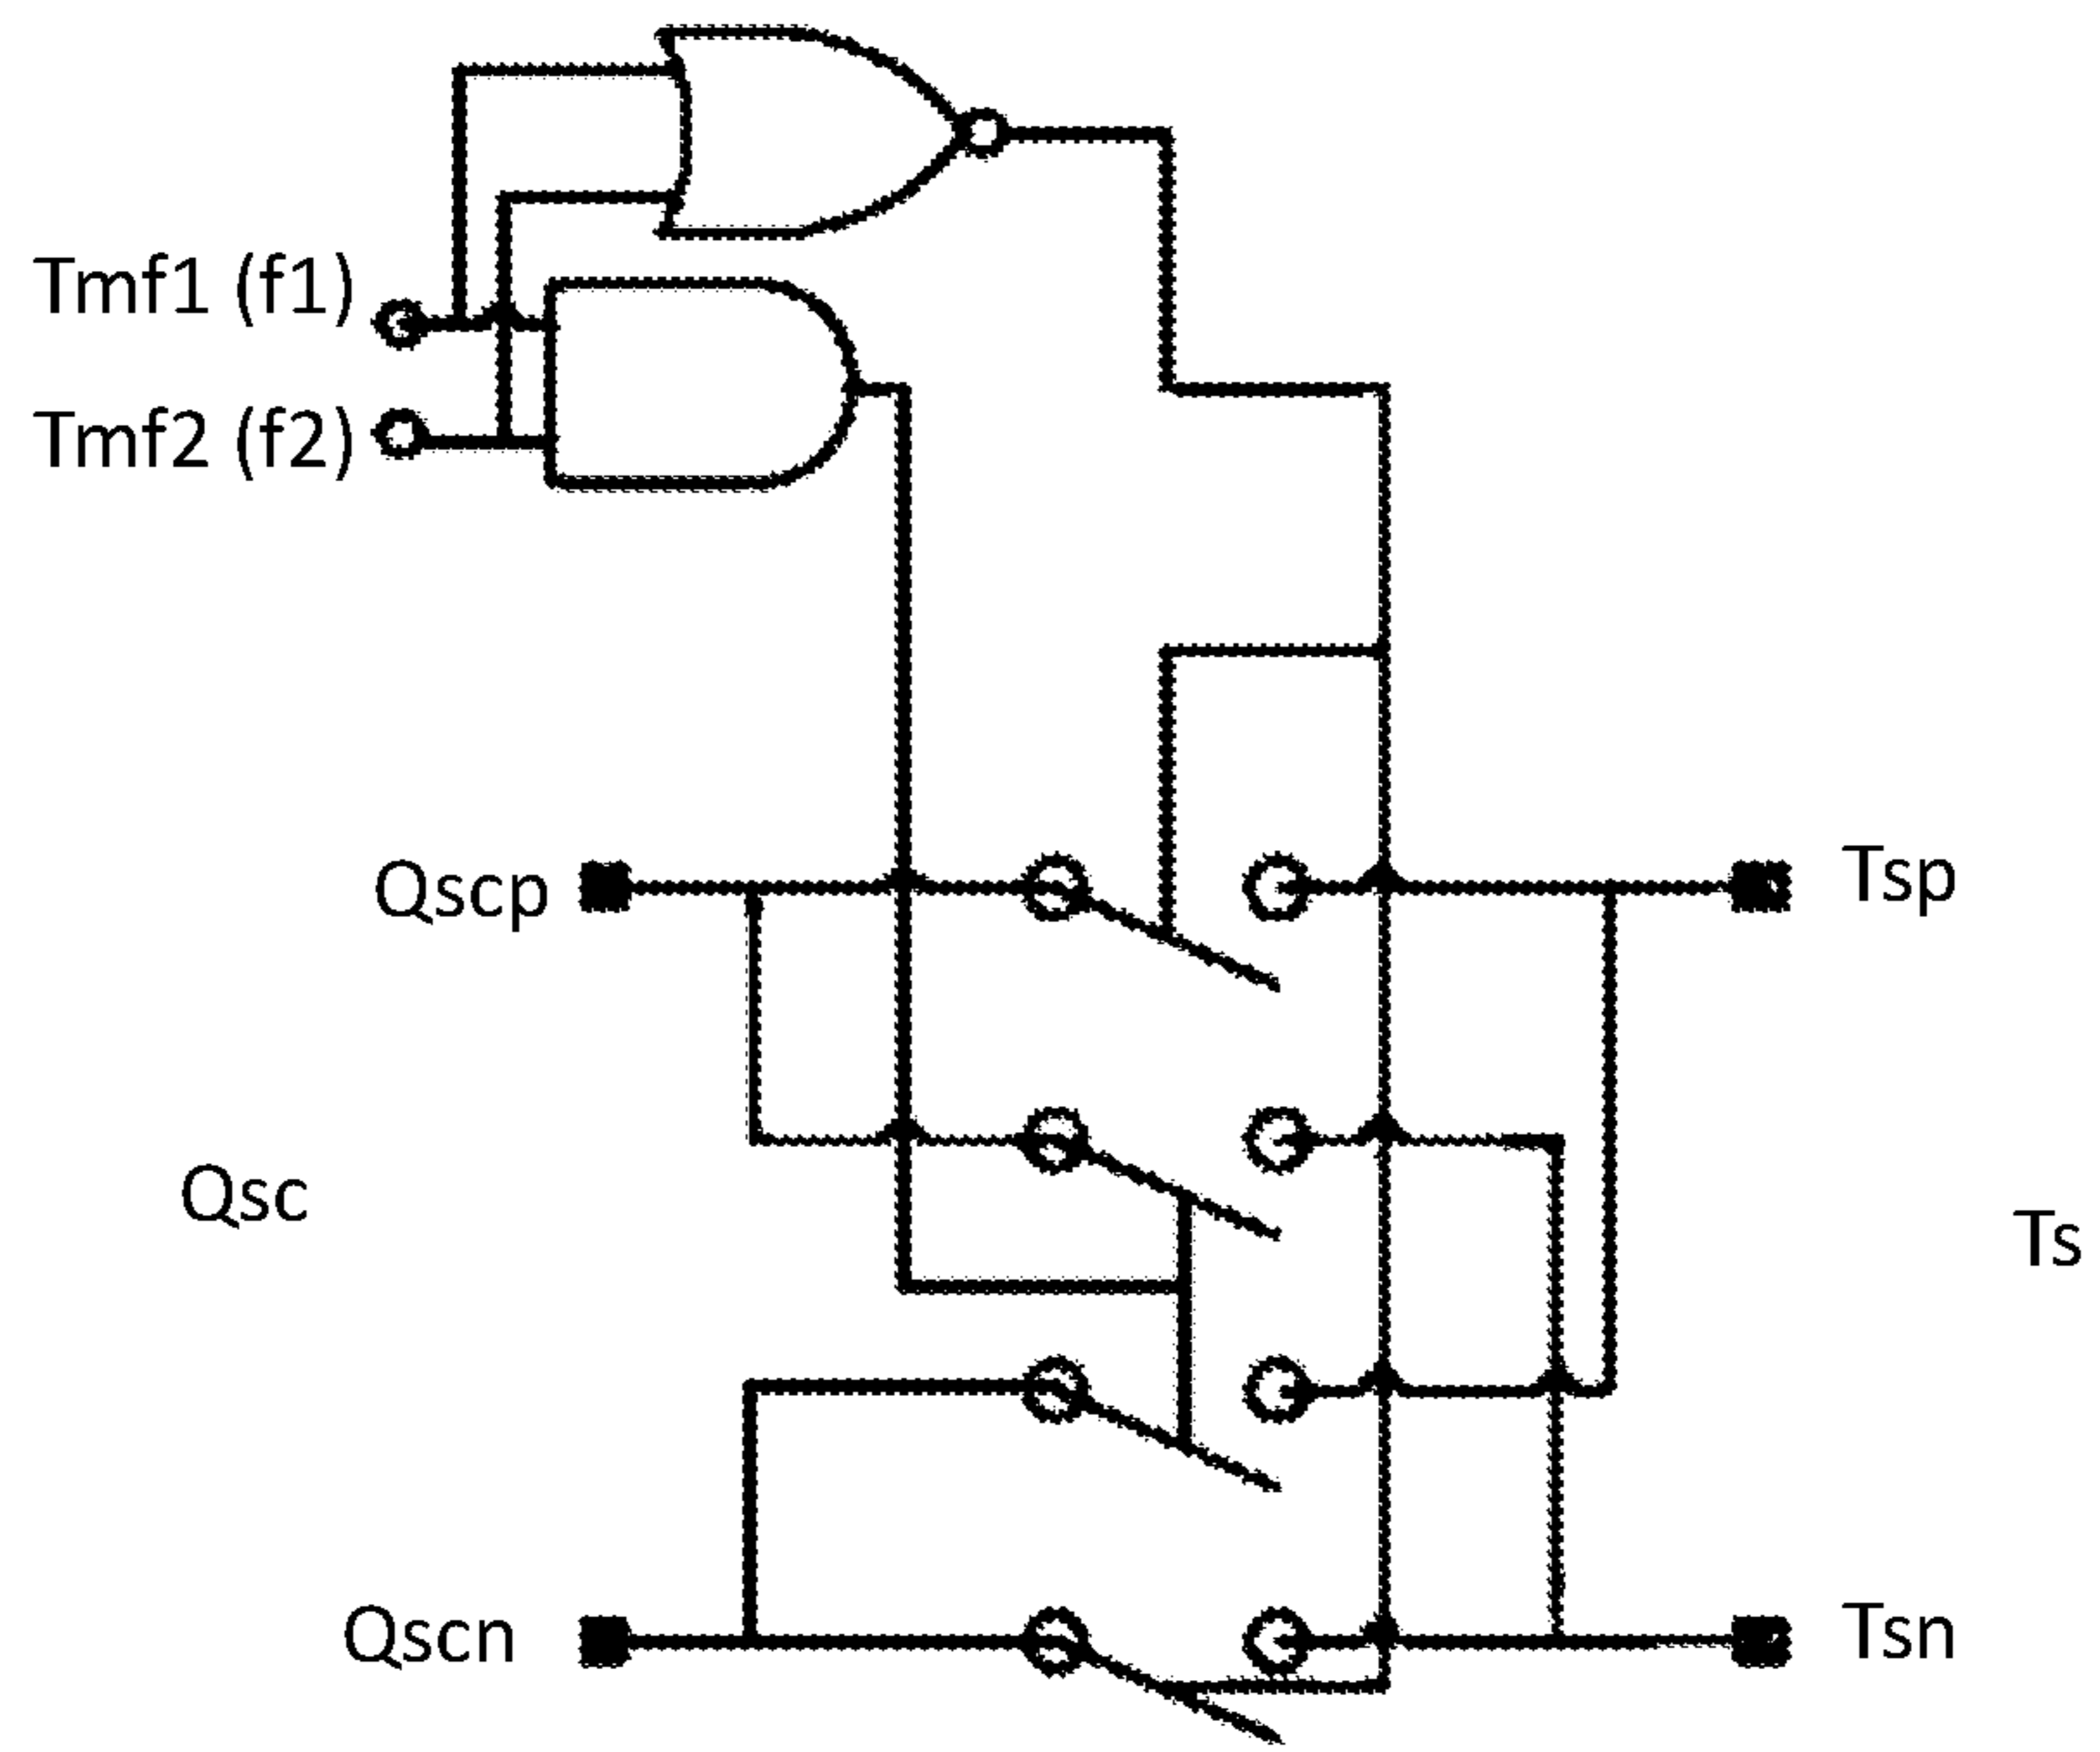 Tmf1 (f1)
Tmf2 (f2)
Qscp
Tsp
Qsc
Ts
Qscn
Tsn